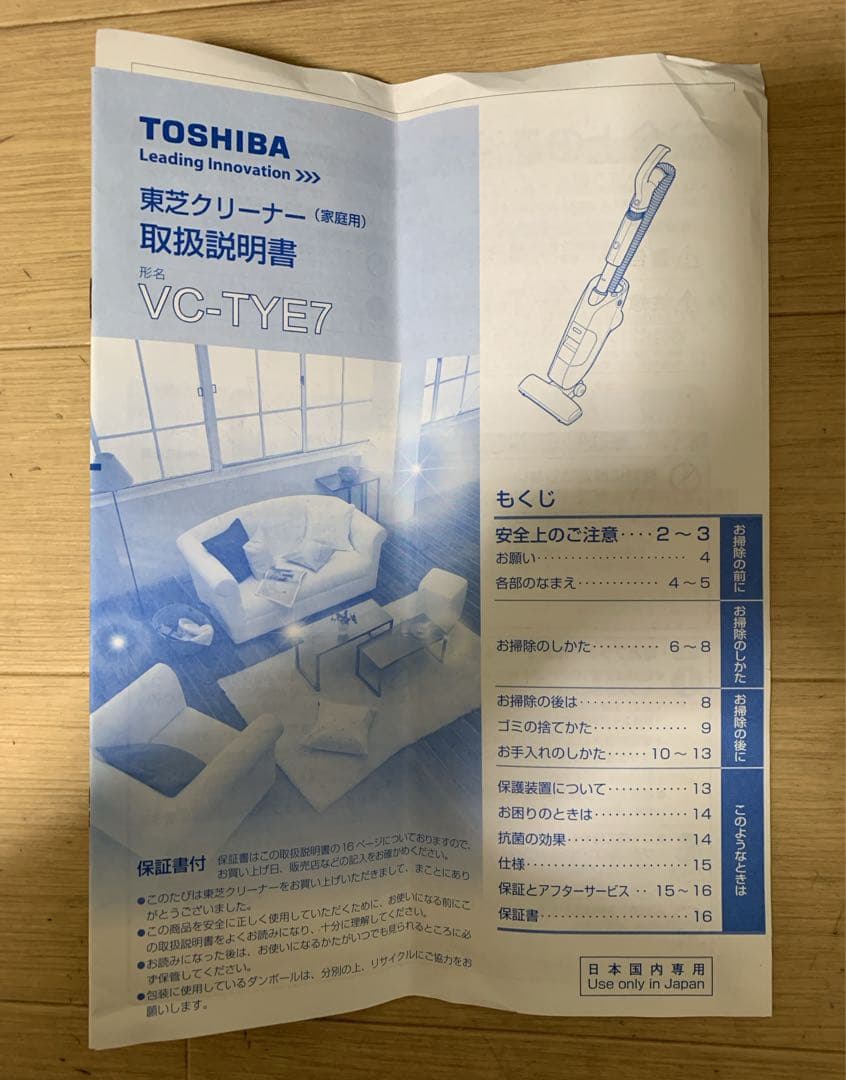 TOSHIBA
Leading Innovation >>>
東芝クリーナー(家庭用)
取扱説明書
形名
VC-TYE7
もくじ
安全上のご注意‥‥2～3
お願い‥‥‥‥‥‥‥‥‥‥‥ 4
各部のなまえ‥‥‥‥‥‥ 4～5
お掃除の前に
お掃除のしかた‥‥‥‥‥ 6～8
お掃除のしかた
お掃除の後は‥‥‥‥‥‥‥‥ 8
ゴミの捨てかた‥‥‥‥‥‥‥ 9
お手入れのしかた‥‥‥10～13
お掃除の後に
保護装置について‥‥‥‥‥‥13
お困りのときは‥‥‥‥‥‥‥14
抗菌の効果‥‥‥‥‥‥‥‥‥14
仕様‥‥‥‥‥‥‥‥‥‥‥‥15
保証とアフターサービス‥15～16
保証書‥‥‥‥‥‥‥‥‥‥‥16
このようなときは
保証書付
保証書はこの取扱説明書の16ページについておりますので、
お買い上げ日、販売店などの記入をお確かめください。
●このたびは東芝クリーナーをお買い上げいただきまして、まことにあり
がとうございました。
●この商品を安全に正しく使用していただくために、お使いになる前にこ
の取扱説明書をよくお読みになり、十分に理解してください。
●お読みになった後は、お使いになるかたがいつでも見られるところに必
ず保管してください。
●包装に使用しているダンボールは、分別の上、リサイクルにご協力をお
願いします。
日本国内専用
Use only in Japan